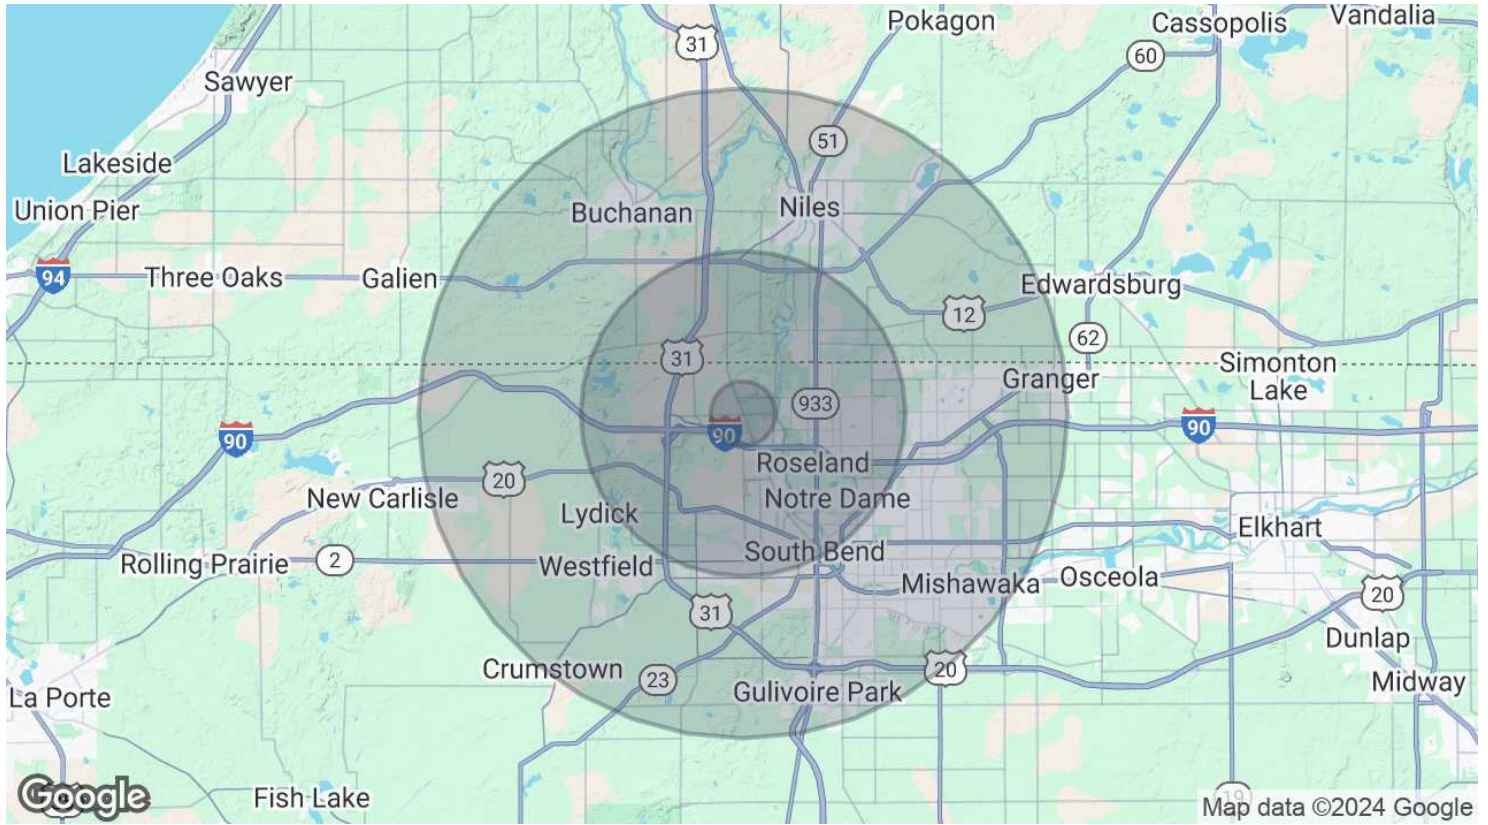 Pokagon
Cassopolis
Vandalia
31
60
Sawyer
51
Lakeside
Union Pier
Buchanan
Niles
94
Three Oaks
Galien
Edwardsburg
12
62
31
Simonton
Lake
Granger
933
90
90
90
Roseland
20
New Carlisle
Notre Dame
Lydick
Elkhart
South Bend
Rolling Prairie
2
Westfield
Mishawaka
Osceola
20
31
Dunlap
Crumstown
23
20
Midway
Gulivoire Park
La Porte
Fish Lake
19
Google
Map data ©2024 Google